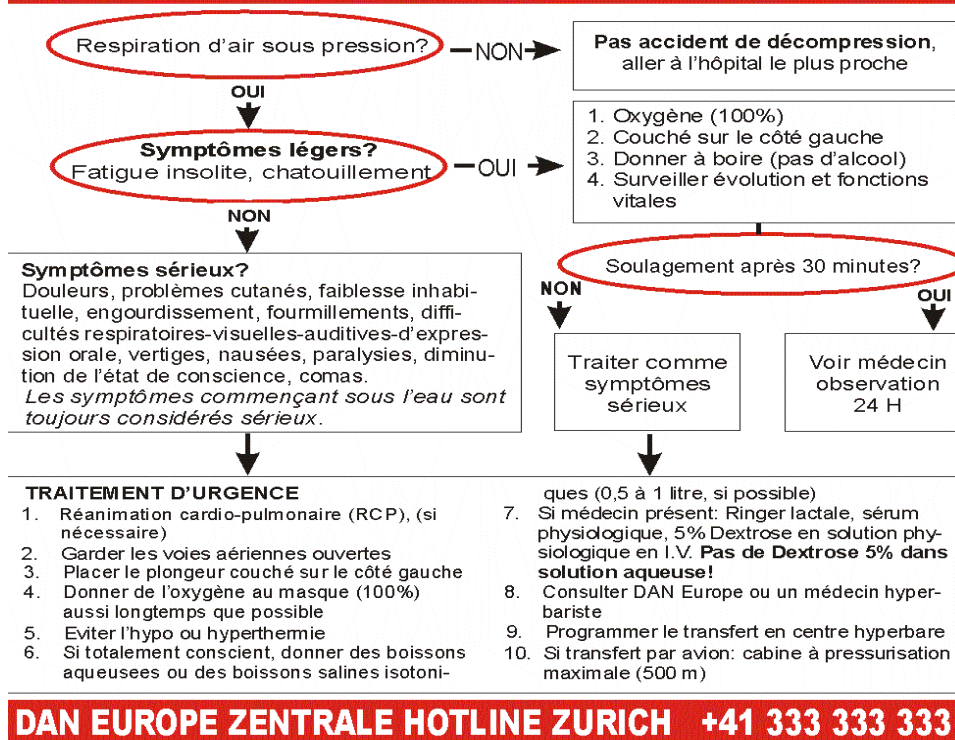 Respiration d'air sous pression?
NON
Pas accident de décompression,
aller à l'hôpital le plus proche
OUI
Symptômes légers?
Fatigue insolite, chatouillement
OUI
1. Oxygène (100%)
2. Couché sur le côté gauche
3. Donner à boire (pas d'alcool)
4. Surveiller évolution et fonctions
vitales
NON
Soulagement après 30 minutes?
NON
OUI
Symptômes sérieux?
Douleurs, problèmes cutanés, faiblesse inhabi-
tuelle, engourdissement, fourmillements, diffi-
cultés respiratoires-visuelles-auditives-d'expres-
sion orale, vertiges, nausées, paralysies, diminu-
tion de l'état de conscience, comas.
Les symptômes commençant sous l'eau sont
toujours considérés sérieux.
Traiter comme
symptômes
sérieux
Voir médecin
observation
24 H
TRAITEMENT D'URGENCE
1. Réanimation cardio-pulmonaire (RCP), (si
nécessaire)
2. Garder les voies aériennes ouvertes
3. Placer le plongeur couché sur le côté gauche
4. Donner de l'oxygène au masque (100%)
aussi longtemps que possible
5. Eviter l'hypo ou hyperthermie
6. Si totalement conscient, donner des boissons
aqueusees ou des boissons salines isotoni-
ques (0,5 à 1 litre, si possible)
7. Si médecin présent: Ringer lactale, sérum
physiologique, 5% Dextrose en solution phy-
siologique en I.V. Pas de Dextrose 5% dans
solution aqueuse!
8. Consulter DAN Europe ou un médecin hyper-
bariste
9. Programmer le transfert en centre hyperbare
10. Si transfert par avion: cabine à pressurisation
maximale (500 m)
DAN EUROPE ZENTRALE HOTLINE ZURICH +41 333 333 333